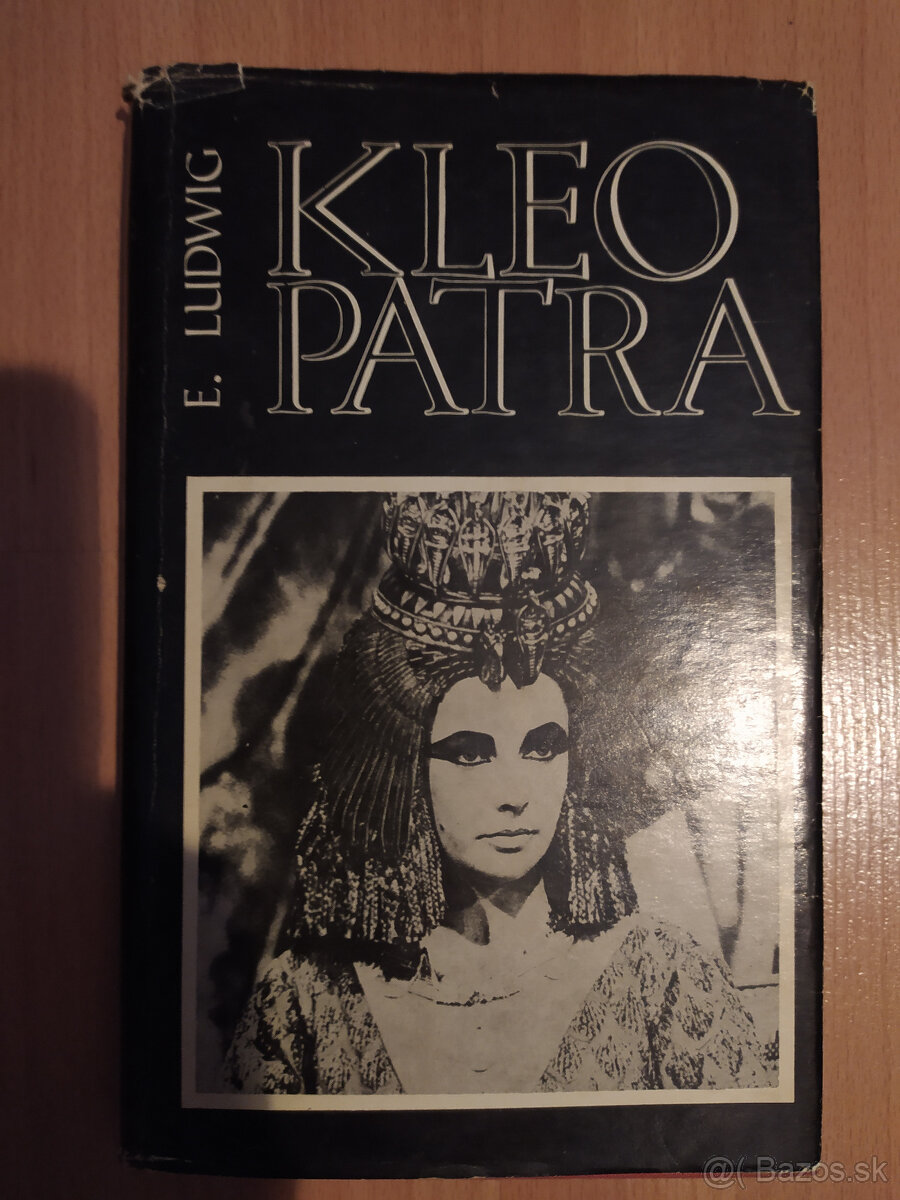 E. LUDWIG
KLEO
PATRA
@( Bazos.sk